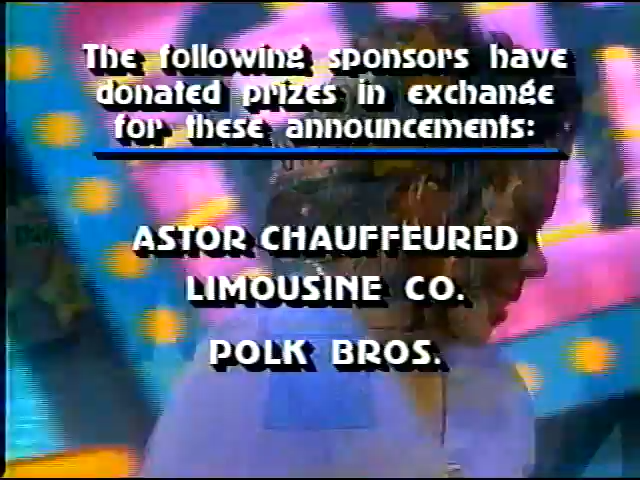 The following sponsors have
donated prizes in exchange
for these announcements:
ASTOR CHAUFFEURED
LIMOUSINE CO.
POLK BROS.